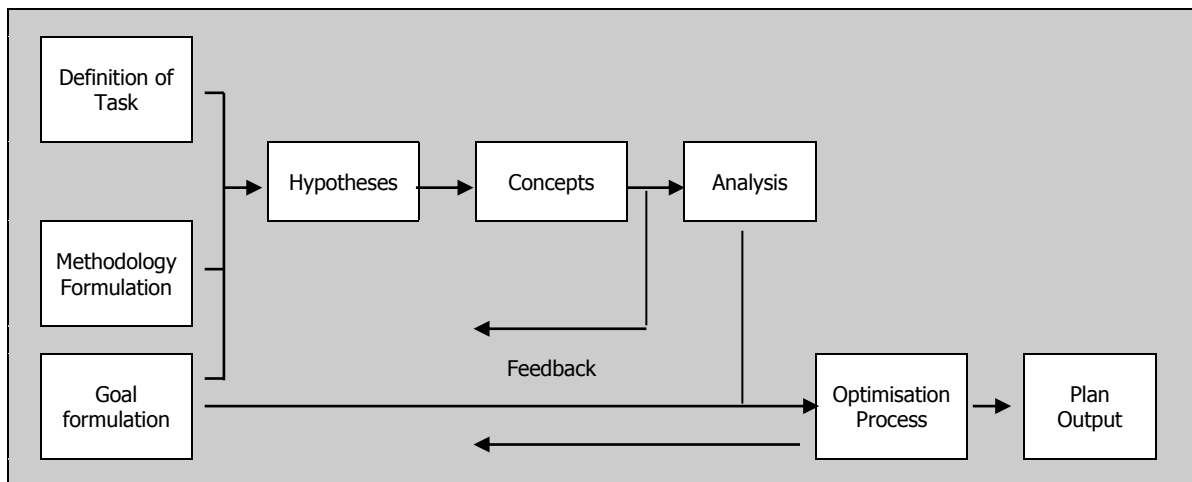 Definition of
Task
Hypotheses
Concepts
Analysis
Methodology
Formulation
Feedback
Goal
formulation
Optimisation
Process
Plan
Output